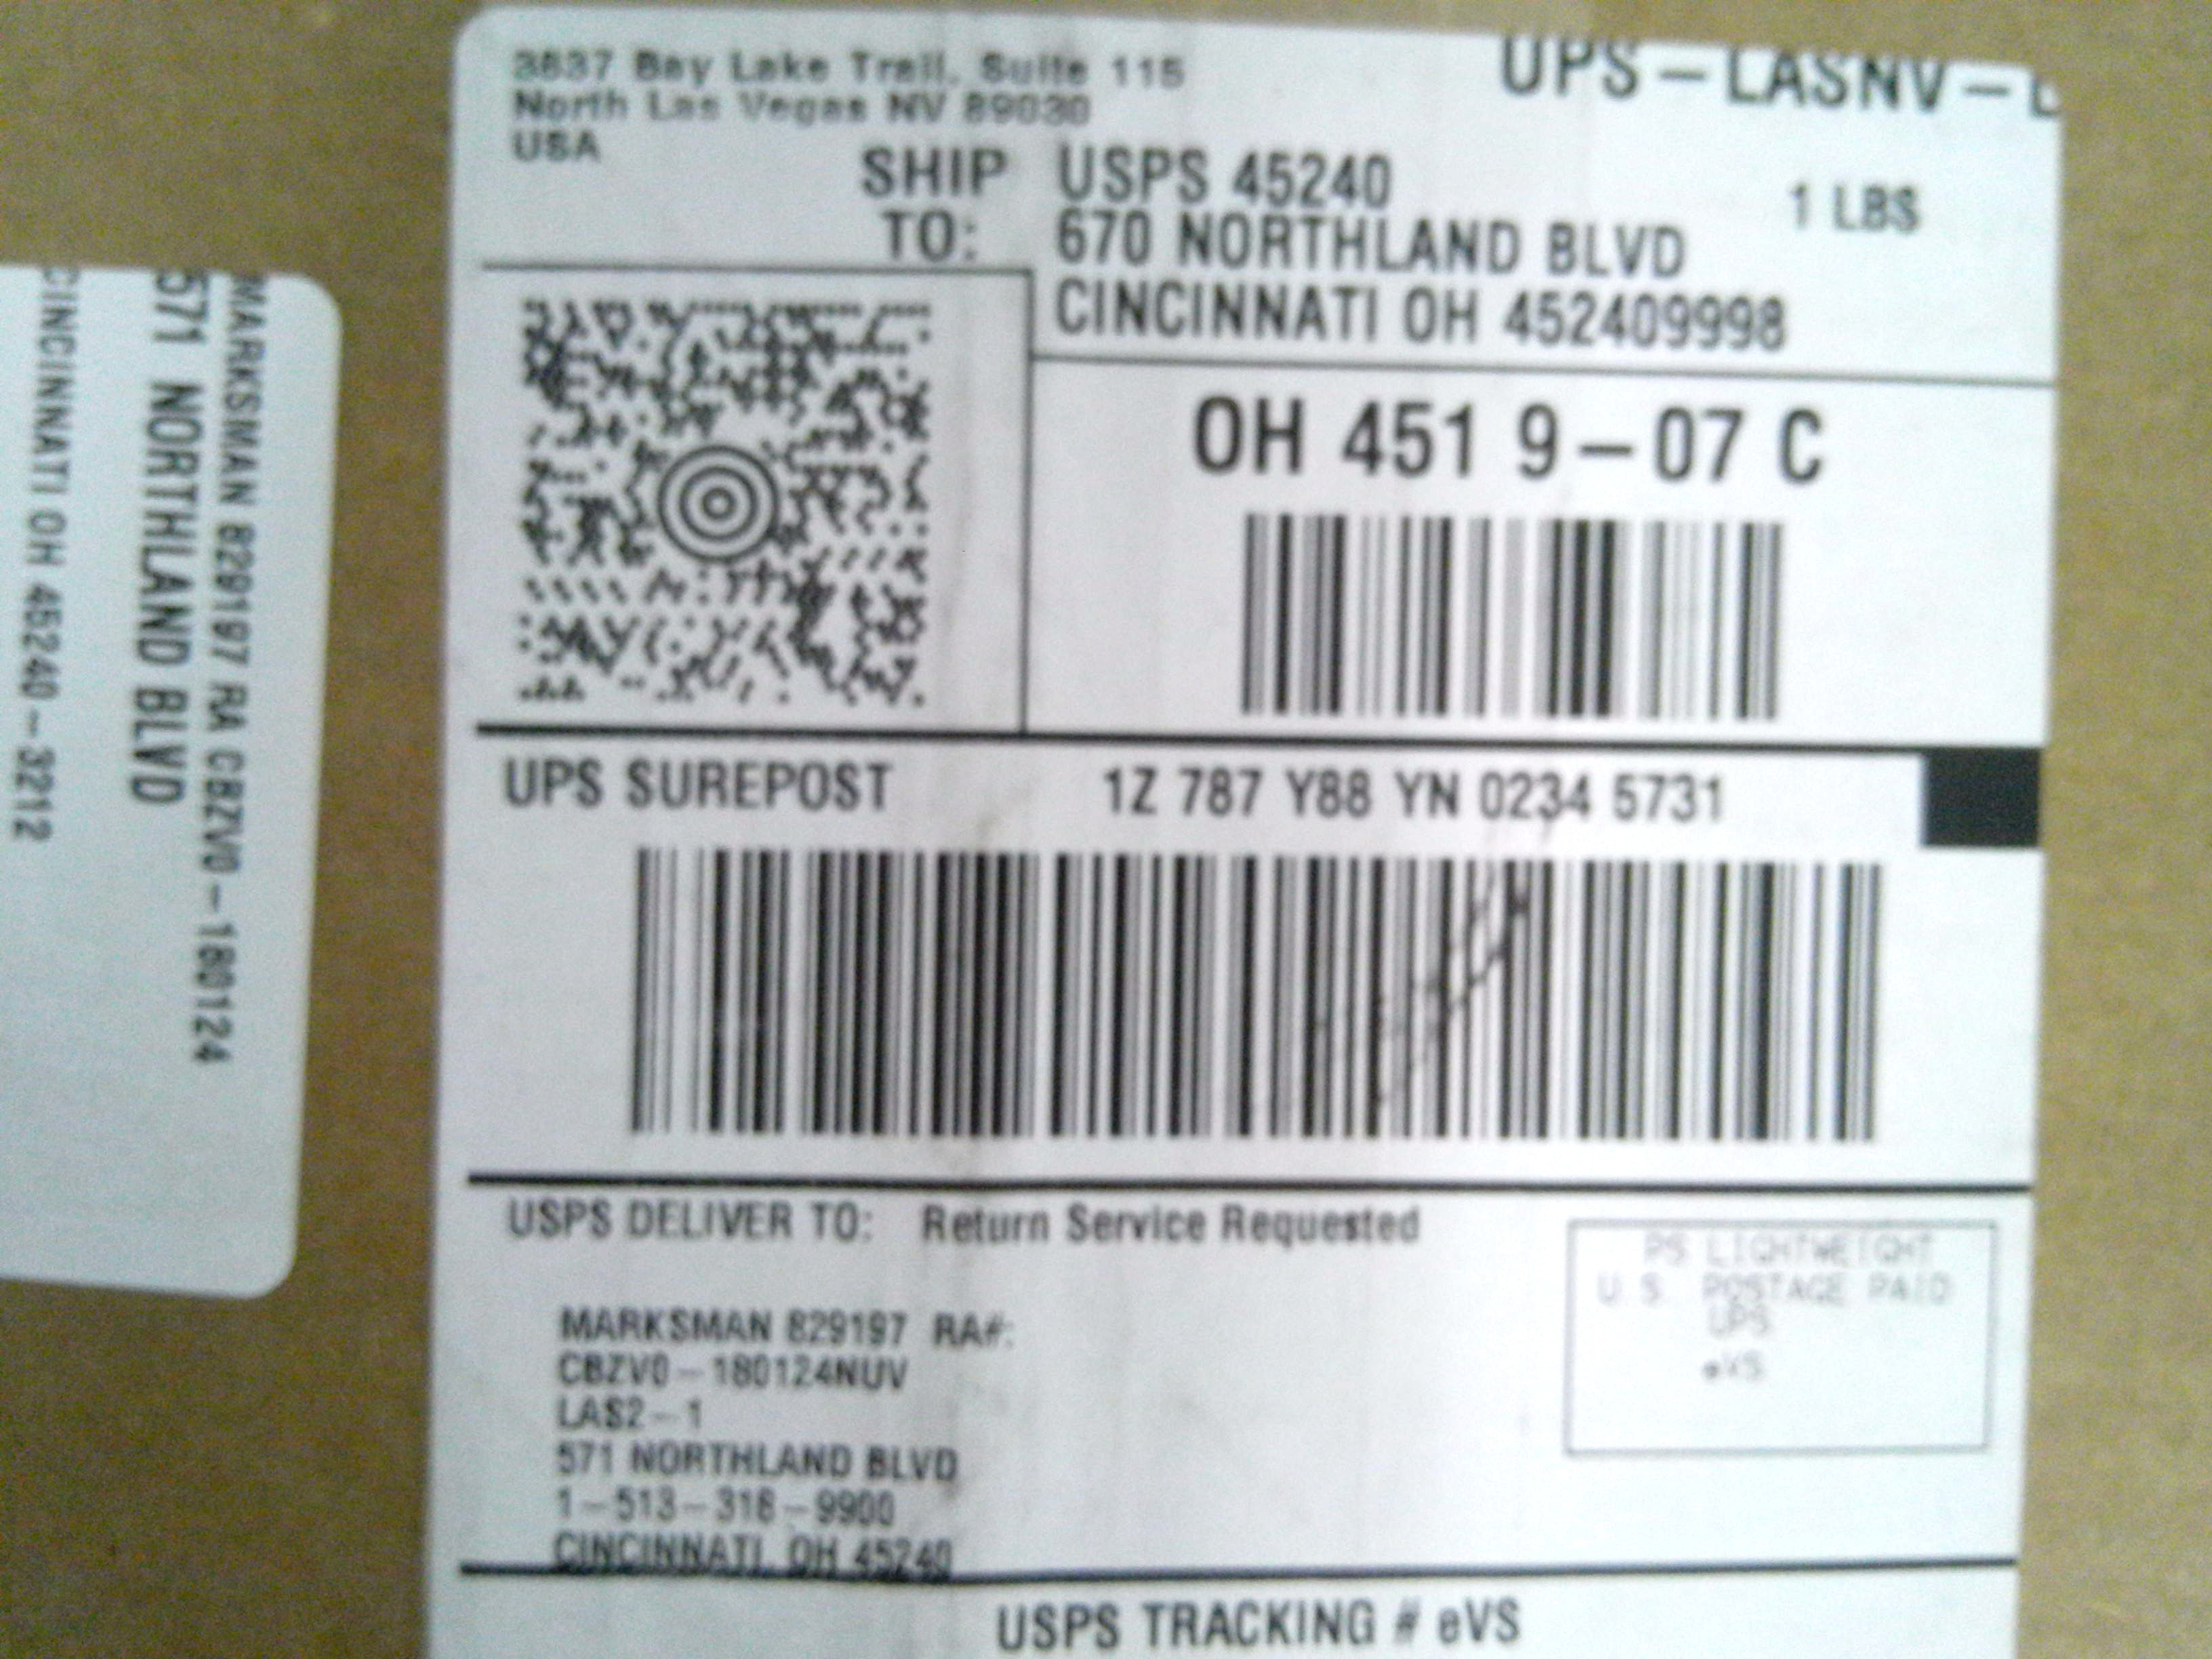 3837 Bay Lake Trail, Suite 115
North Las Vegas NV 89030
USA
UPS-LASNV-
SHIP TO:
USPS 45240
670 NORTHLAND BLVD
CINCINNATI OH 452409998
1 LBS
OH 451 9-07 C
UPS SUREPOST
1Z 787 Y88 YN 0234 5731
USPS DELIVER TO: Return Service Requested
MARKSMAN 829197 RA#:
CBZV0-180124NUV
LAS2-1
571 NORTHLAND BLVD
1-513-318-9900
CINCINNATI, OH 45240
PS LIGHTWEIGHT
U.S. POSTAGE PAID
UPS
eVS
USPS TRACKING # eVS
MARKSMAN 829197 RA CBZV0-180124
571 NORTHLAND BLVD
CINCINNATI OH 45240-3212